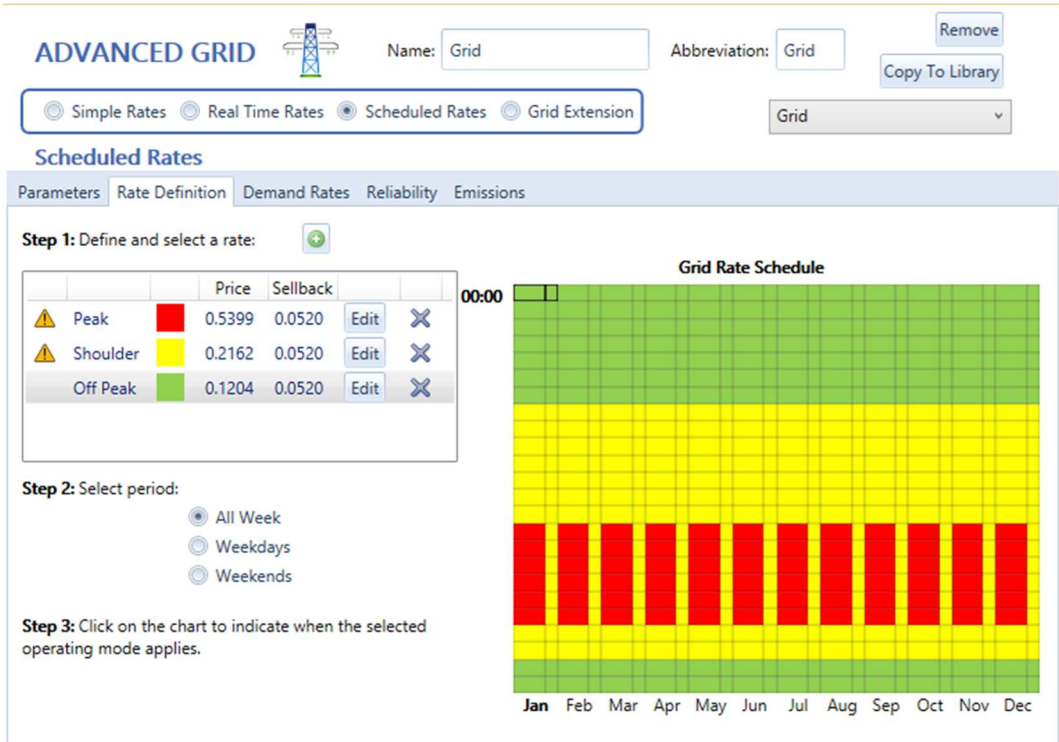 ADVANCED GRID
Name: Grid
Abbreviation: Grid
Remove
Copy To Library
Simple Rates Real Time Rates Scheduled Rates Grid Extension
Grid
Scheduled Rates
Parameters Rate Definition Demand Rates Reliability Emissions
Step 1: Define and select a rate:
Price Sellback
Peak 0.5399 0.0520 Edit
Shoulder 0.2162 0.0520 Edit
Off Peak 0.1204 0.0520 Edit
Step 2: Select period:
All Week
Weekdays
Weekends
Step 3: Click on the chart to indicate when the selected
operating mode applies.
Grid Rate Schedule
00:00
Jan Feb Mar Apr May Jun Jul Aug Sep Oct Nov Dec